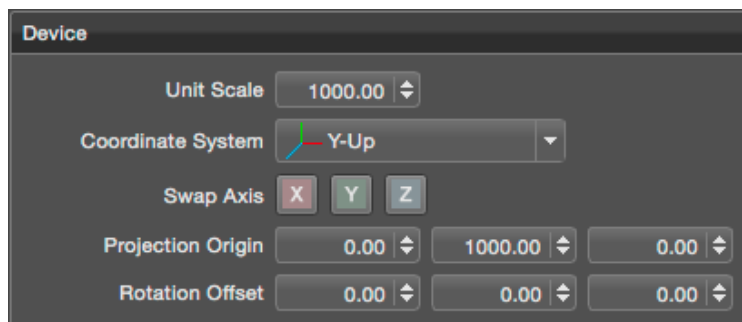 Device
Unit Scale 1000.00
Coordinate System Y-Up
Swap Axis X Y Z
Projection Origin 0.00 1000.00 0.00
Rotation Offset 0.00 0.00 0.00